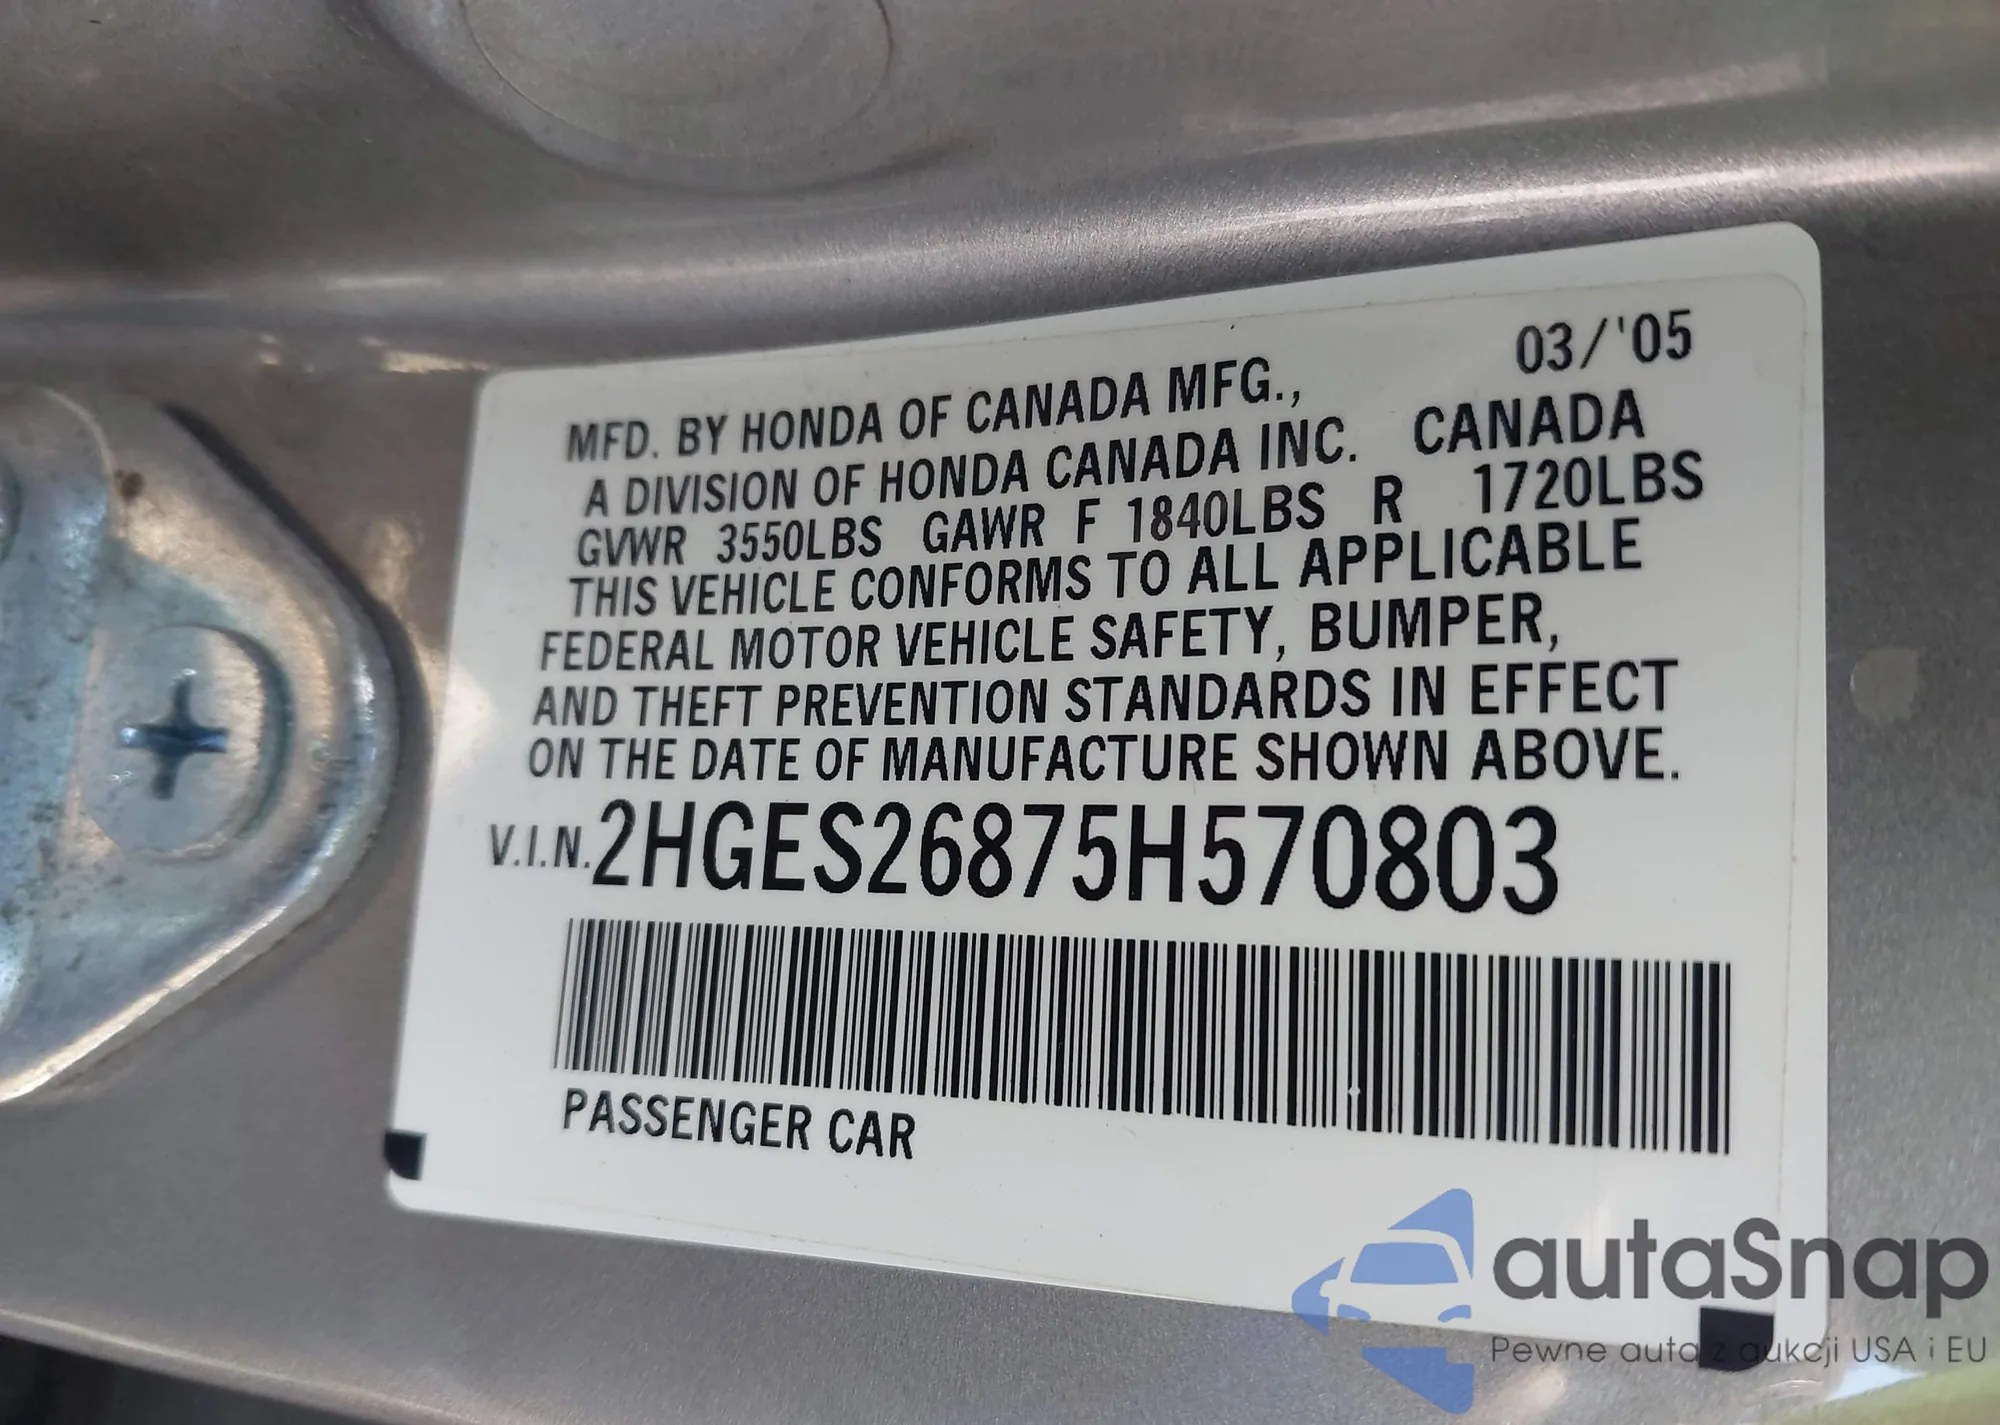 03/'05
MFD. BY HONDA OF CANADA MFG.,
A DIVISION OF HONDA CANADA INC. CANADA
GVWR 3550LBS GAWR F 1840LBS R 1720LBS
THIS VEHICLE CONFORMS TO ALL APPLICABLE
FEDERAL MOTOR VEHICLE SAFETY, BUMPER,
AND THEFT PREVENTION STANDARDS IN EFFECT
ON THE DATE OF MANUFACTURE SHOWN ABOVE.
V.I.N. 2HGES26875H570803
PASSENGER CAR
autaSnap
Pewne auta z aukcji USA i EU